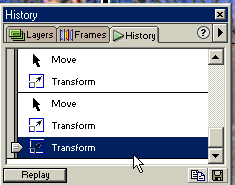 History
Layers Frames History ?
Move
Transform
Move
Transform
Transform
Replay